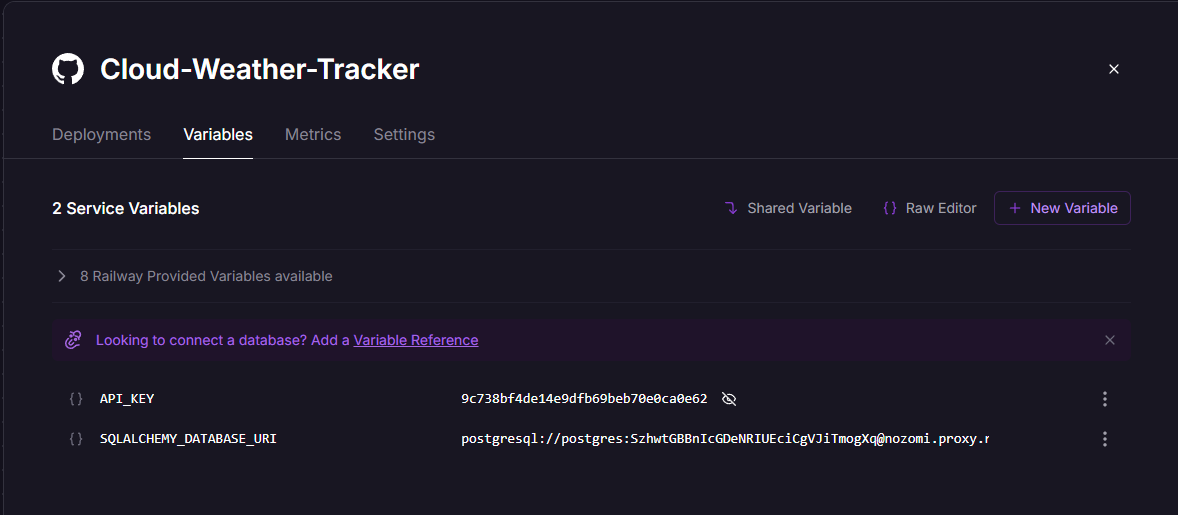 Cloud-Weather-Tracker
Deployments Variables Metrics Settings
2 Service Variables Shared Variable {} Raw Editor + New Variable
8 Railway Provided Variables available
Looking to connect a database? Add a Variable Reference
{} API_KEY 9c738bf4de14e9dfb69beb70e0ca0e62
{} SQLALCHEMY_DATABASE_URI postgresql://postgres:SzhwtGBBnIcGDeNRIUEciCgVJiTmogXq@nozomi.proxy.r